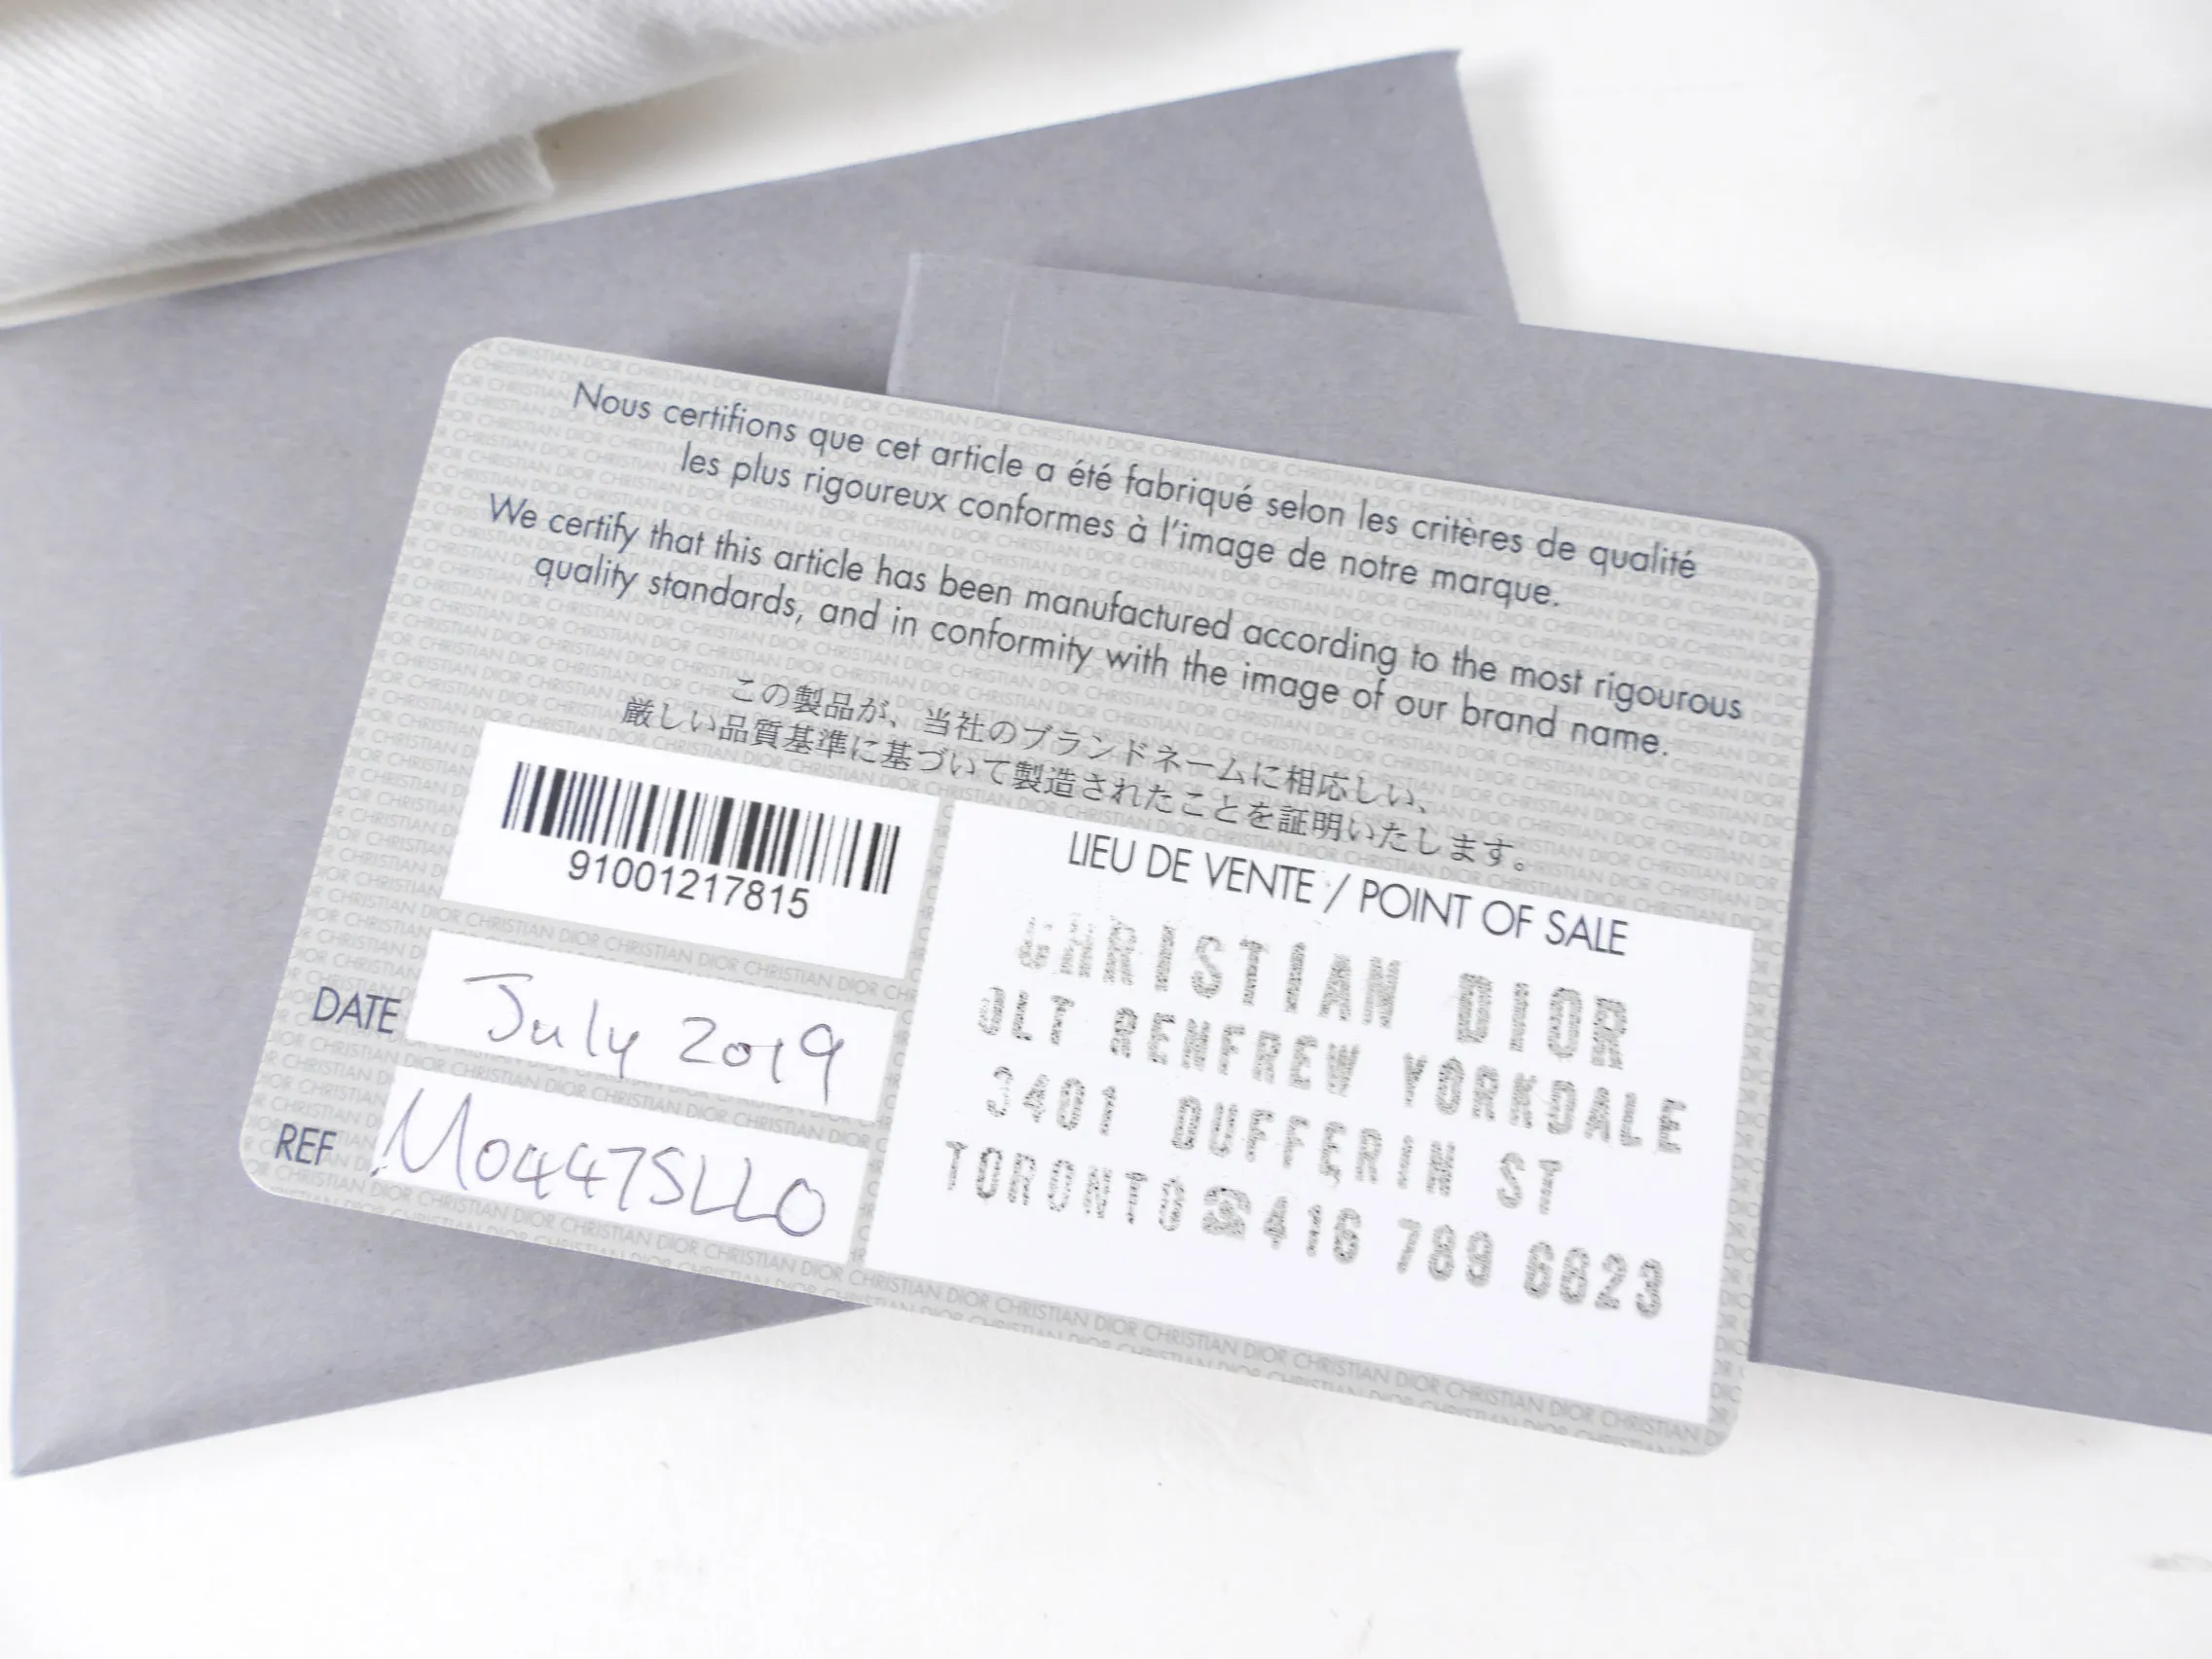 Nous certifions que cet article a été fabriqué selon les critères de qualité
les plus rigoureux conformes à l'image de notre marque.
We certify that this article has been manufactured according to the most rigourous
quality standards, and in conformity with the image of our brand name.
この製品が、当社のブランドネームに相応しい、
厳しい品質基準に基づいて製造されたことを証明いたします。
91001217815
DATE July 2019
REF M0447SLLO
LIEU DE VENTE / POINT OF SALE
CHRISTIAN DIOR
RENFREW YORKDALE
3401 DUFFERIN ST
TORONTO☎416 789